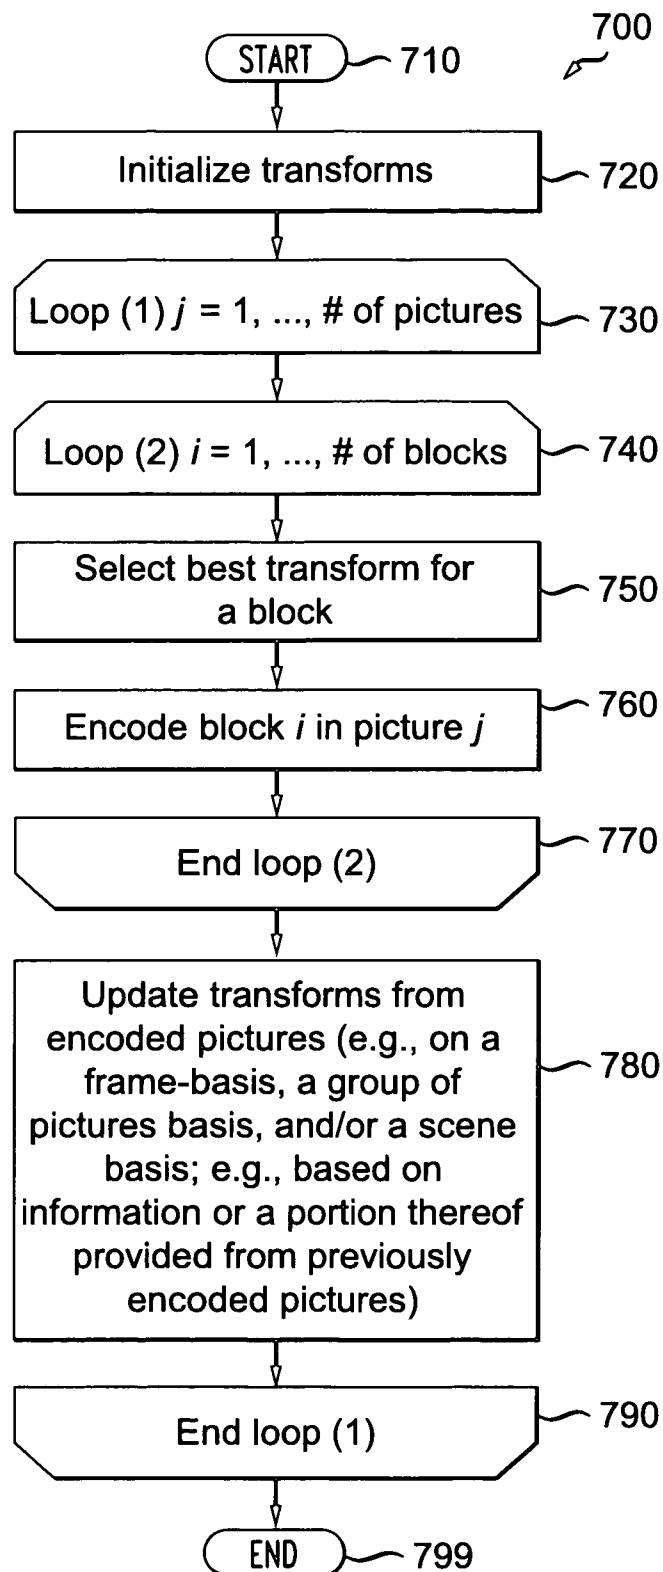 700
START 710
Initialize transforms 720
Loop (1) j = 1, ..., # of pictures 730
Loop (2) i = 1, ..., # of blocks 740
Select best transform for
a block 750
Encode block i in picture j 760
End loop (2) 770
Update transforms from
encoded pictures (e.g., on a
frame-basis, a group of
pictures basis, and/or a scene
basis; e.g., based on
information or a portion thereof
provided from previously
encoded pictures) 780
End loop (1) 790
END 799